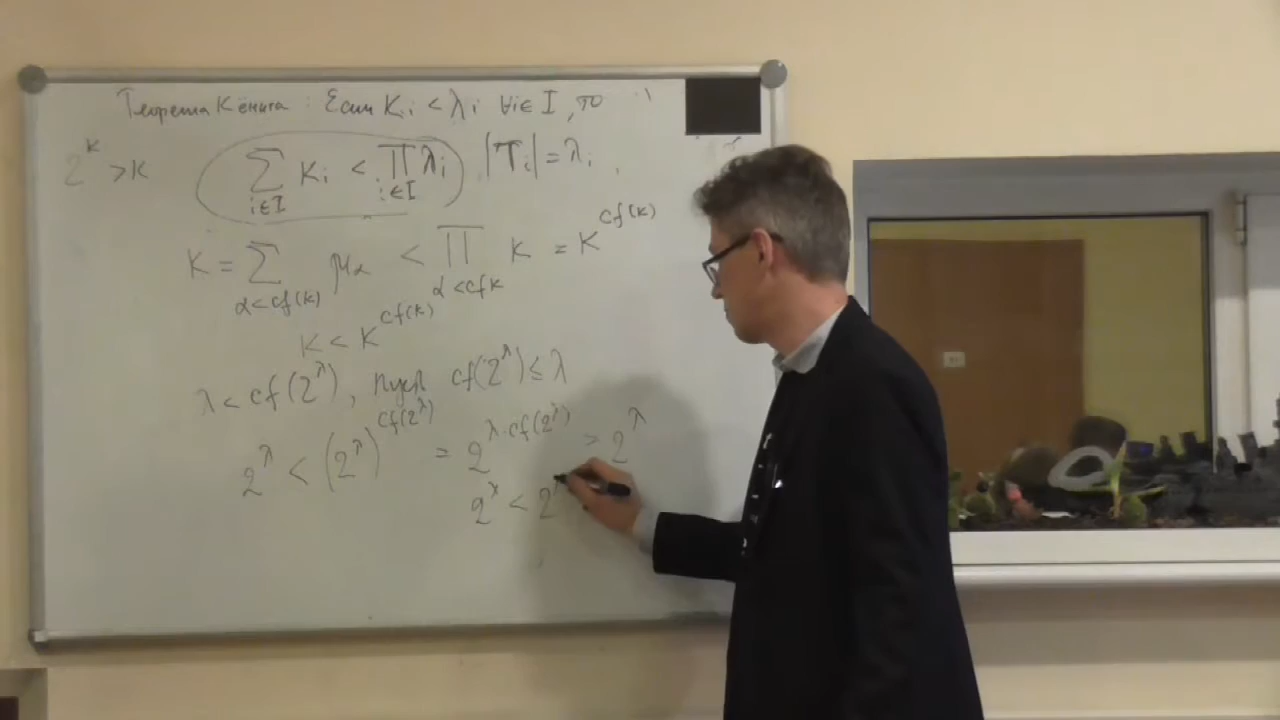 Теорема Кёнига : Если κᵢ < λᵢ ∀i∈I, то
2^κ > κ ∑_{i∈I} κᵢ < ∏_{i∈I} λᵢ |Tᵢ| = λᵢ,
κ = ∑_{α<cf(κ)} μ_α < ∏_{α<cfκ} κ = κ^{cf(κ)}
κ < κ^{cf(κ)}
λ < cf(2^λ), пусть cf(2^λ) ≤ λ
2^λ < (2^λ)^{cf(2^λ)} = 2^{λ·cf(2^λ)} = 2^λ
2^λ < 2^λ